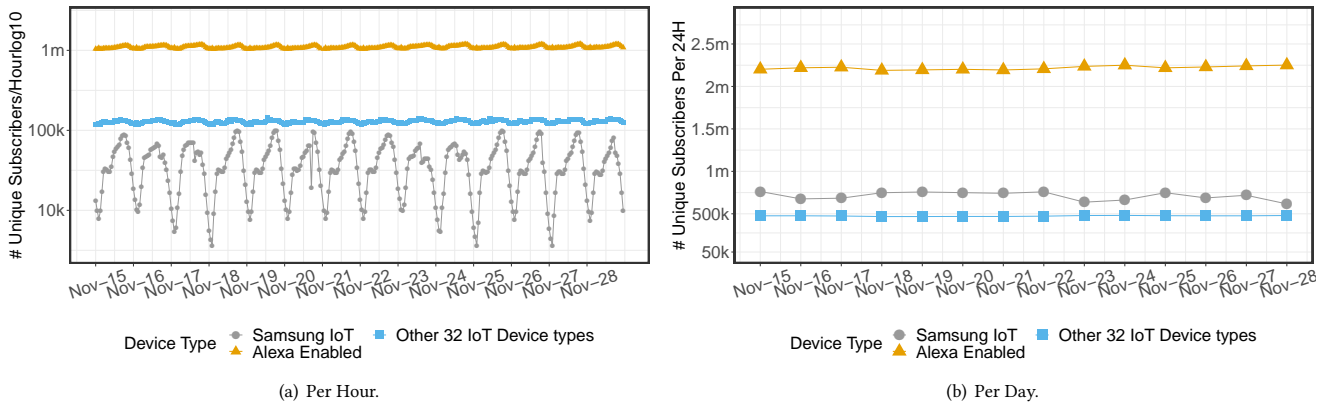 # Unique Subscribers/Hourlog10
1m
100k
10k
Nov−15
Nov−16
Nov−17
Nov−18
Nov−19
Nov−20
Nov−21
Nov−22
Nov−23
Nov−24
Nov−25
Nov−26
Nov−27
Nov−28
Device Type
Samsung IoT
Alexa Enabled
Other 32 IoT Device types
(a) Per Hour.
# Unique Subscribers Per 24H
2.5m
2m
1.5m
1m
500k
50k
Nov−15
Nov−16
Nov−17
Nov−18
Nov−19
Nov−20
Nov−21
Nov−22
Nov−23
Nov−24
Nov−25
Nov−26
Nov−27
Nov−28
Device Type
Samsung IoT
Alexa Enabled
Other 32 IoT Device types
(b) Per Day.